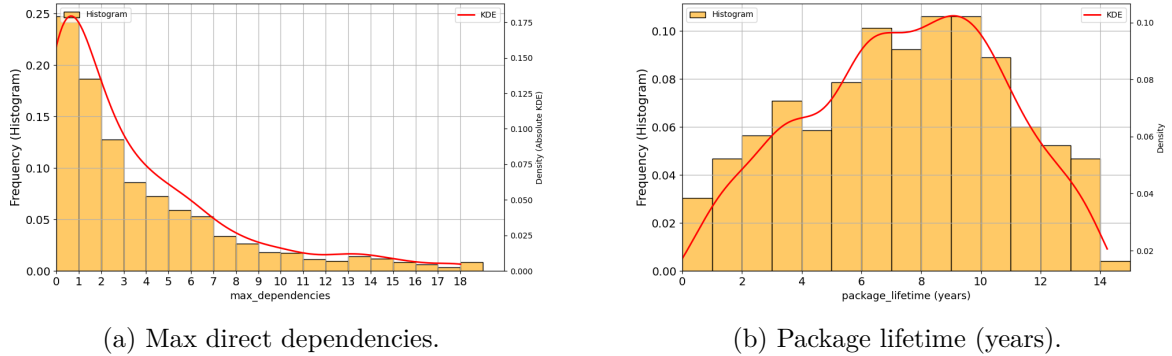 Histogram
KDE
0.25
0.20
0.15
0.10
0.05
0.00
Frequency (Histogram)
0.175
0.150
0.125
0.100
0.075
0.050
0.025
0.000
Density (Absolute KDE)
0 1 2 3 4 5 6 7 8 9 10 11 12 13 14 15 16 17 18
max_dependencies
(a) Max direct dependencies.
Histogram
KDE
0.10
0.08
0.06
0.04
0.02
0.00
Frequency (Histogram)
0.10
0.08
0.06
0.04
0.02
Density
0 2 4 6 8 10 12 14
package_lifetime (years)
(b) Package lifetime (years).